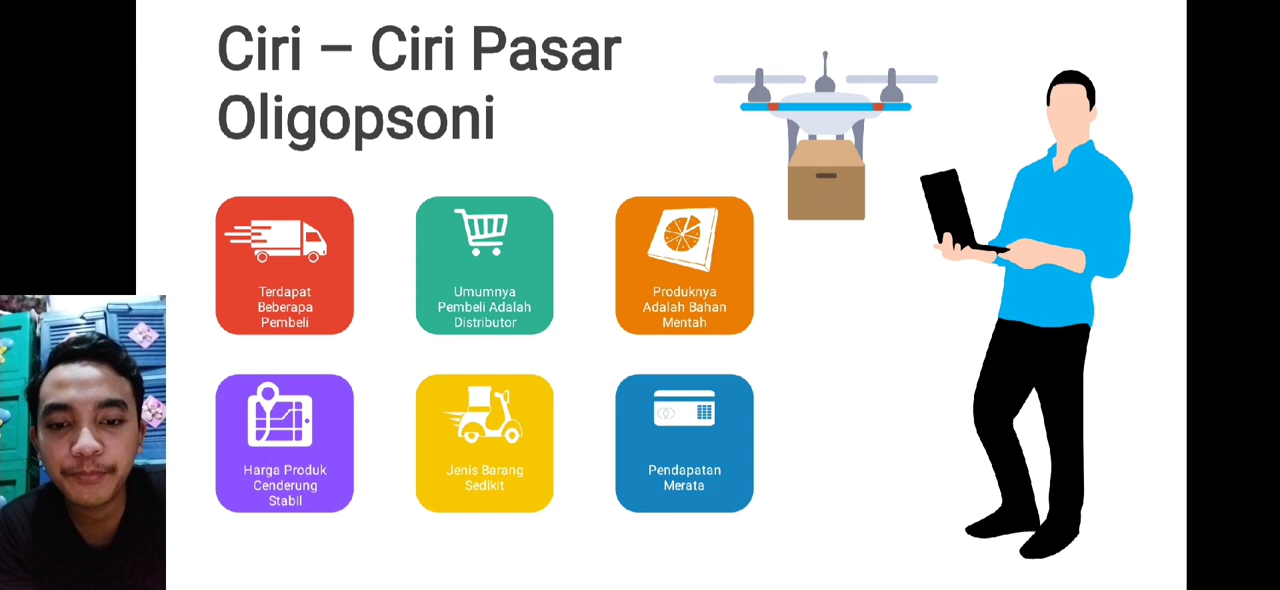 Ciri – Ciri Pasar
Oligopsoni
Terdapat
Beberapa
Pembeli
Umumnya
Pembeli Adalah
Distributor
Produknya
Adalah Bahan
Mentah
Harga Produk
Cenderung
Stabil
Jenis Barang
Sedikit
Pendapatan
Merata